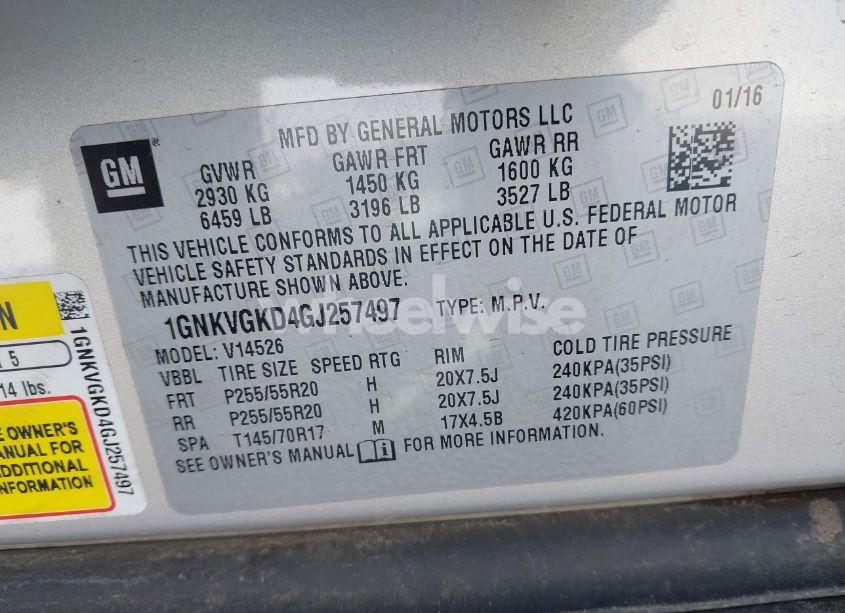 01/16
MFD BY GENERAL MOTORS LLC
GM
GVWR GAWR FRT GAWR RR
2930 KG 1450 KG 1600 KG
6459 LB 3196 LB 3527 LB
THIS VEHICLE CONFORMS TO ALL APPLICABLE U.S. FEDERAL MOTOR
VEHICLE SAFETY STANDARDS IN EFFECT ON THE DATE OF
MANUFACTURE SHOWN ABOVE.
1GNKVGKD4GJ257497 TYPE: M.P.V.
MODEL: V14526
VBBL TIRE SIZE SPEED RTG RIM COLD TIRE PRESSURE
FRT P255/55R20 H 20X7.5J 240KPA(35PSI)
RR P255/55R20 H 20X7.5J 240KPA(35PSI)
SPA T145/70R17 M 17X4.5B 420KPA(60PSI)
SEE OWNER'S MANUAL FOR MORE INFORMATION.
wheelwise
N
5
14 lbs.
E OWNER'S
ANUAL FOR
DDITIONAL
NFORMATION
1GNKVGKD4GJ257497